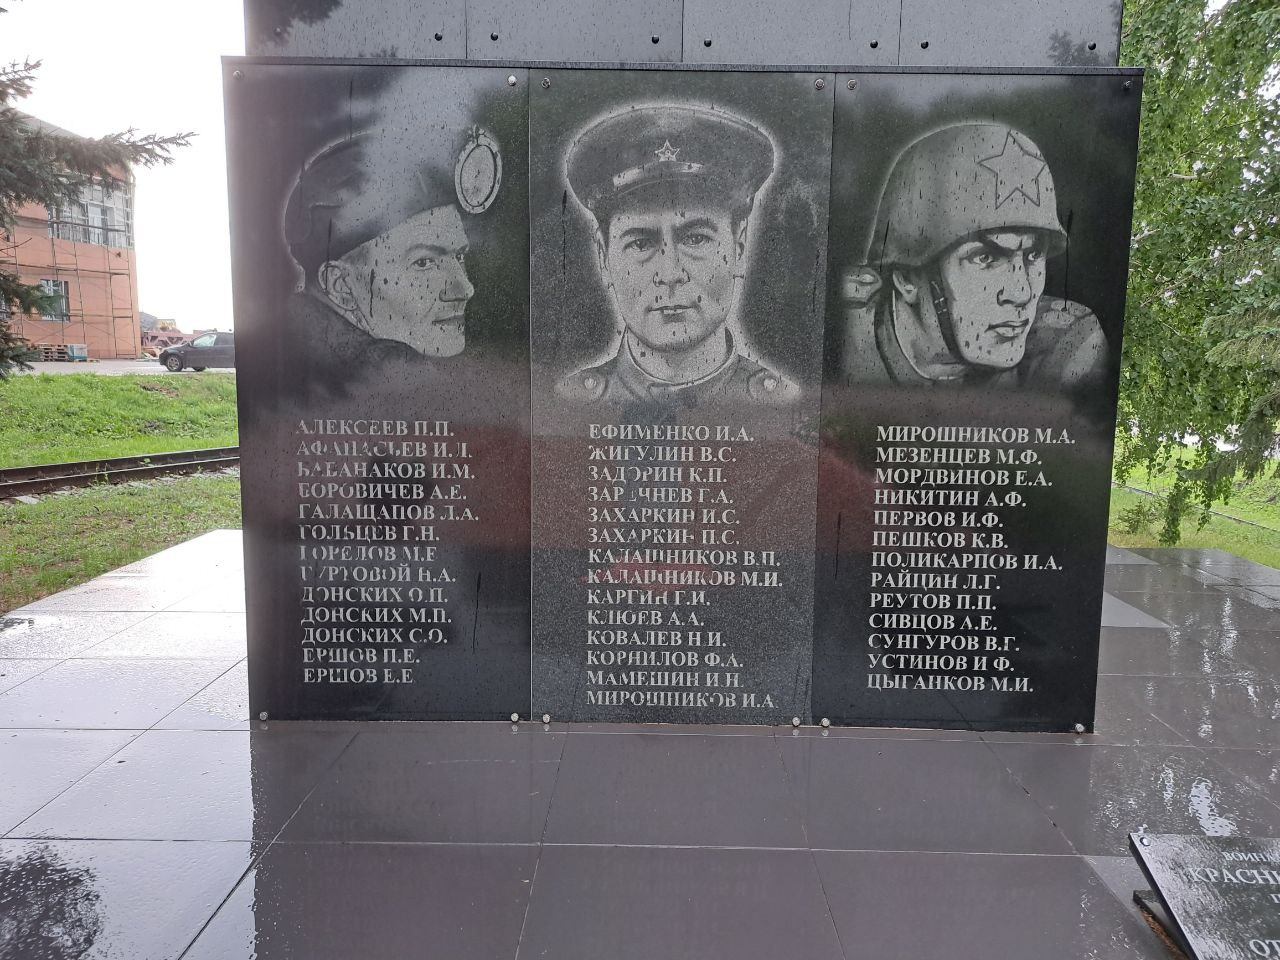 АЛЕКСЕЕВ П.П.
АФАНАСЬЕВ И.Л.
БАБАНАКОВ И.М.
БОРОВИЧЕВ А.Е.
ГАЛАЩАПОВ Л.А.
ГОЛЬЦЕВ Г.Н.
ГОРЕЛОВ М.Е
ГУРТОВОЙ Н.А.
ДОНСКИХ О.П.
ДОНСКИХ М.П.
ДОНСКИХ С.О.
ЕРШОВ П.Е.
ЕРШОВ Е.Е
ЕФИМЕНКО И.А.
ЖИГУЛИН В.С.
ЗАДОРИН К.П.
ЗАРЕЧНЕВ Г.А.
ЗАХАРКИН И.С.
ЗАХАРКИН П.С.
КАЛАШНИКОВ В.П.
КАЛАШНИКОВ М.И.
КАРГИН Г.И.
КЛЮЕВ А.А.
КОВАЛЕВ Н.И.
КОРНИЛОВ Ф.А.
МАМЕШИН И.Н
МИРОШНИКОВ И.А
МИРОШНИКОВ М.А.
МЕЗЕНЦЕВ М.Ф.
МОРДВИНОВ Е.А.
НИКИТИН А.Ф.
ПЕРВОВ И.Ф.
ПЕШКОВ К.В.
ПОЛИКАРПОВ И.А.
РАЙЦИН Л.Г.
РЕУТОВ П.П.
СИВЦОВ А.Е.
СУНГУРОВ В.Г.
УСТИНОВ И.Ф.
ЦЫГАНКОВ М.И.